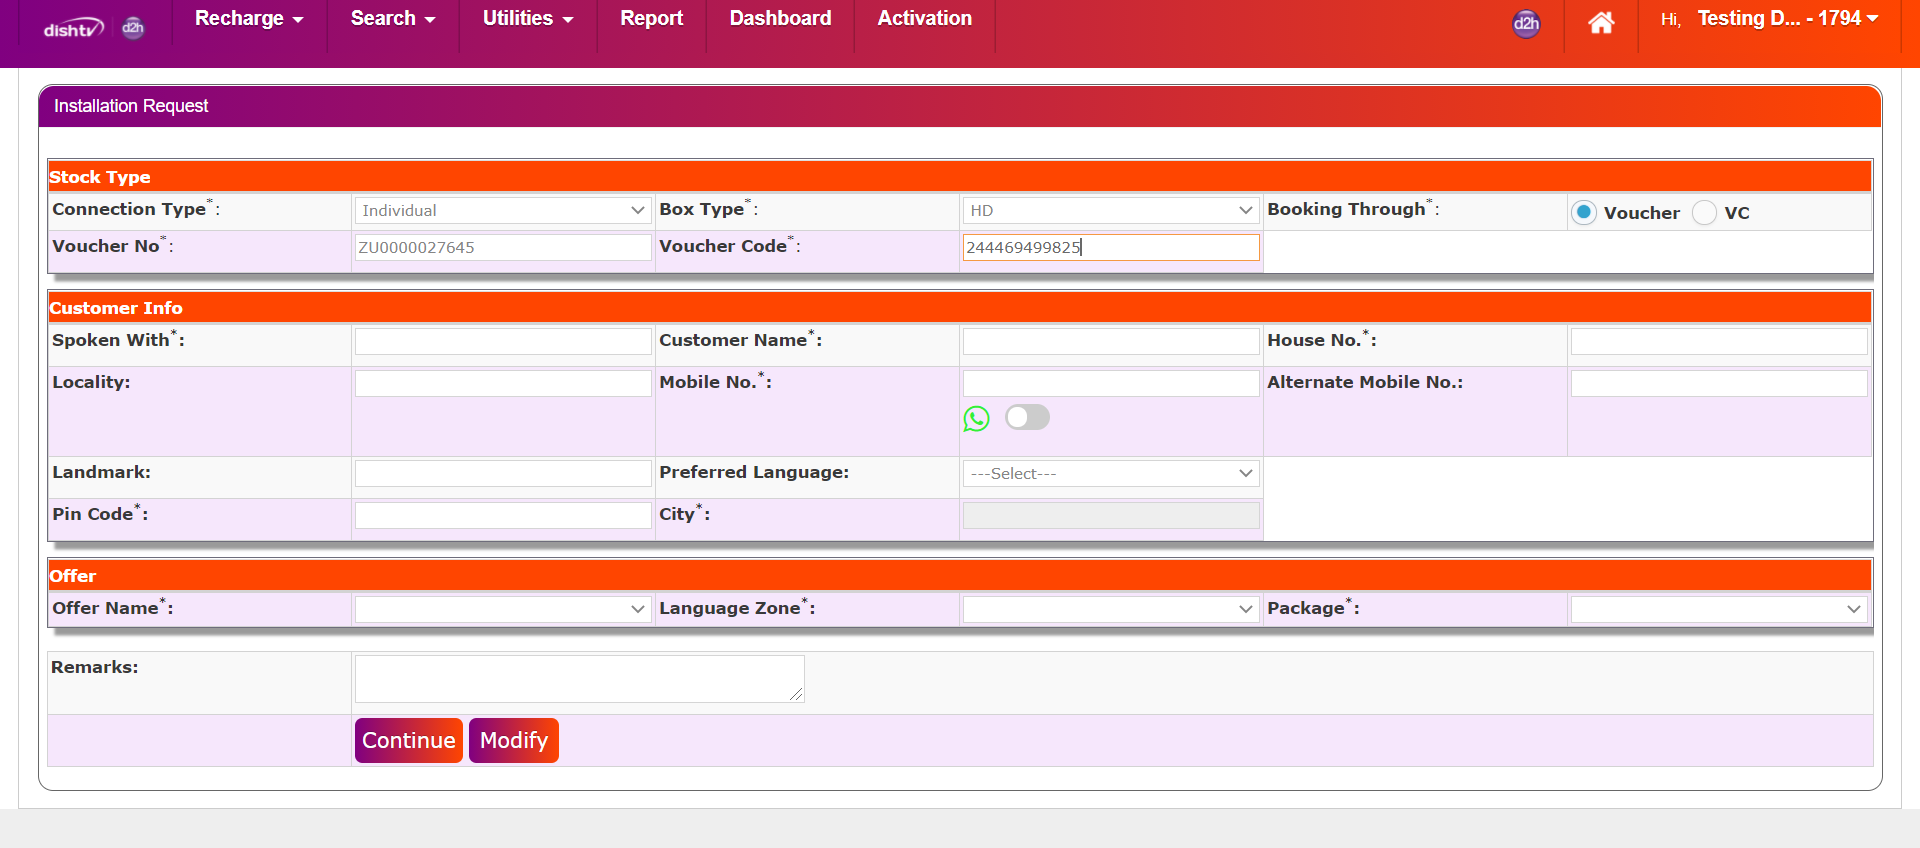 dishtv d2h Recharge Search Utilities Report Dashboard Activation d2h Hi, Testing D... - 1794
Installation Request
Stock Type
Connection Type*: Individual Box Type*: HD Booking Through*: Voucher VC
Voucher No*: ZU0000027645 Voucher Code*: 244469499825
Customer Info
Spoken With*: Customer Name*: House No.*:
Locality: Mobile No.*: Alternate Mobile No.:
Landmark: Preferred Language: ---Select---
Pin Code*: City*:
Offer
Offer Name*: Language Zone*: Package*:
Remarks:
Continue Modify